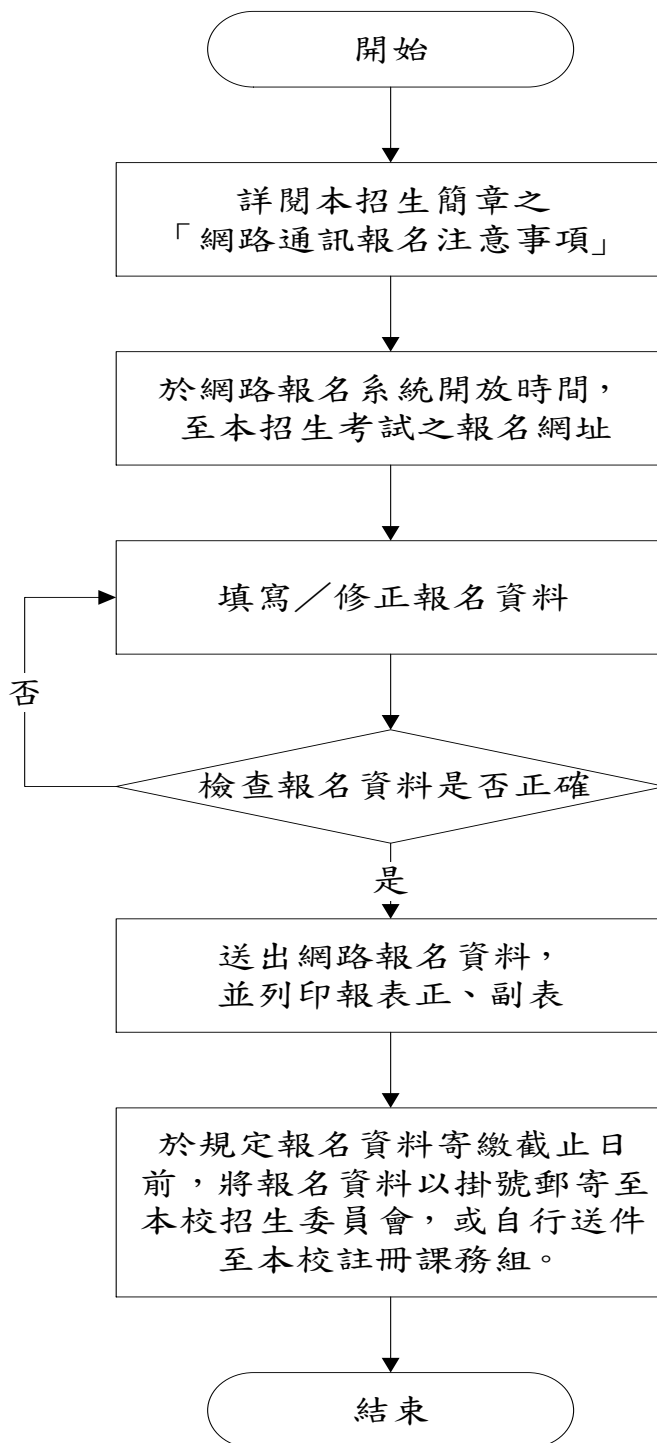 開始
詳閱本招生簡章之
「網路通訊報名注意事項」
於網路報名系統開放時間，
至本招生考試之報名網址
填寫／修正報名資料
否
檢查報名資料是否正確
是
送出網路報名資料，
並列印報表正、副表
於規定報名資料寄繳截止日
前，將報名資料以掛號郵寄至
本校招生委員會，或自行送件
至本校註冊課務組。
結束